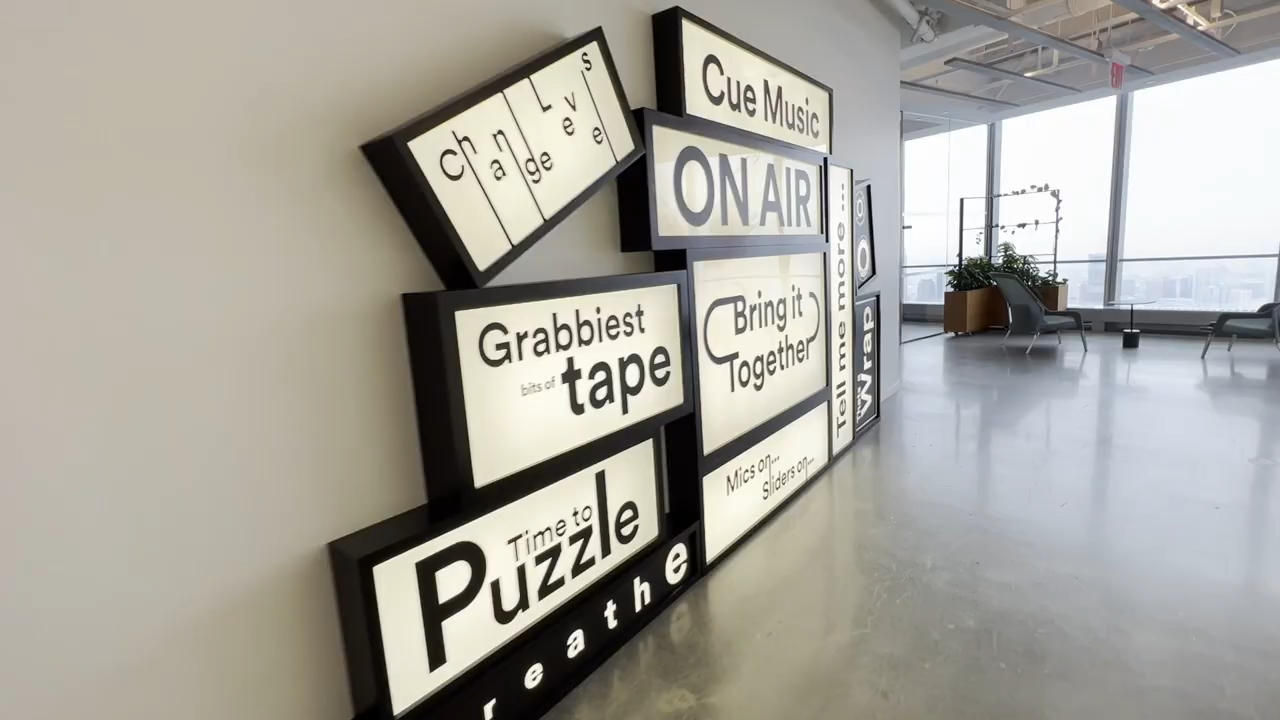 Change Levels
Cue Music
ON AIR
Grabbiest
bits of tape
Bring it
Together
Tell me more ...
Wrap
Mics on...
Sliders on...
Time to
Puzzle
reathe